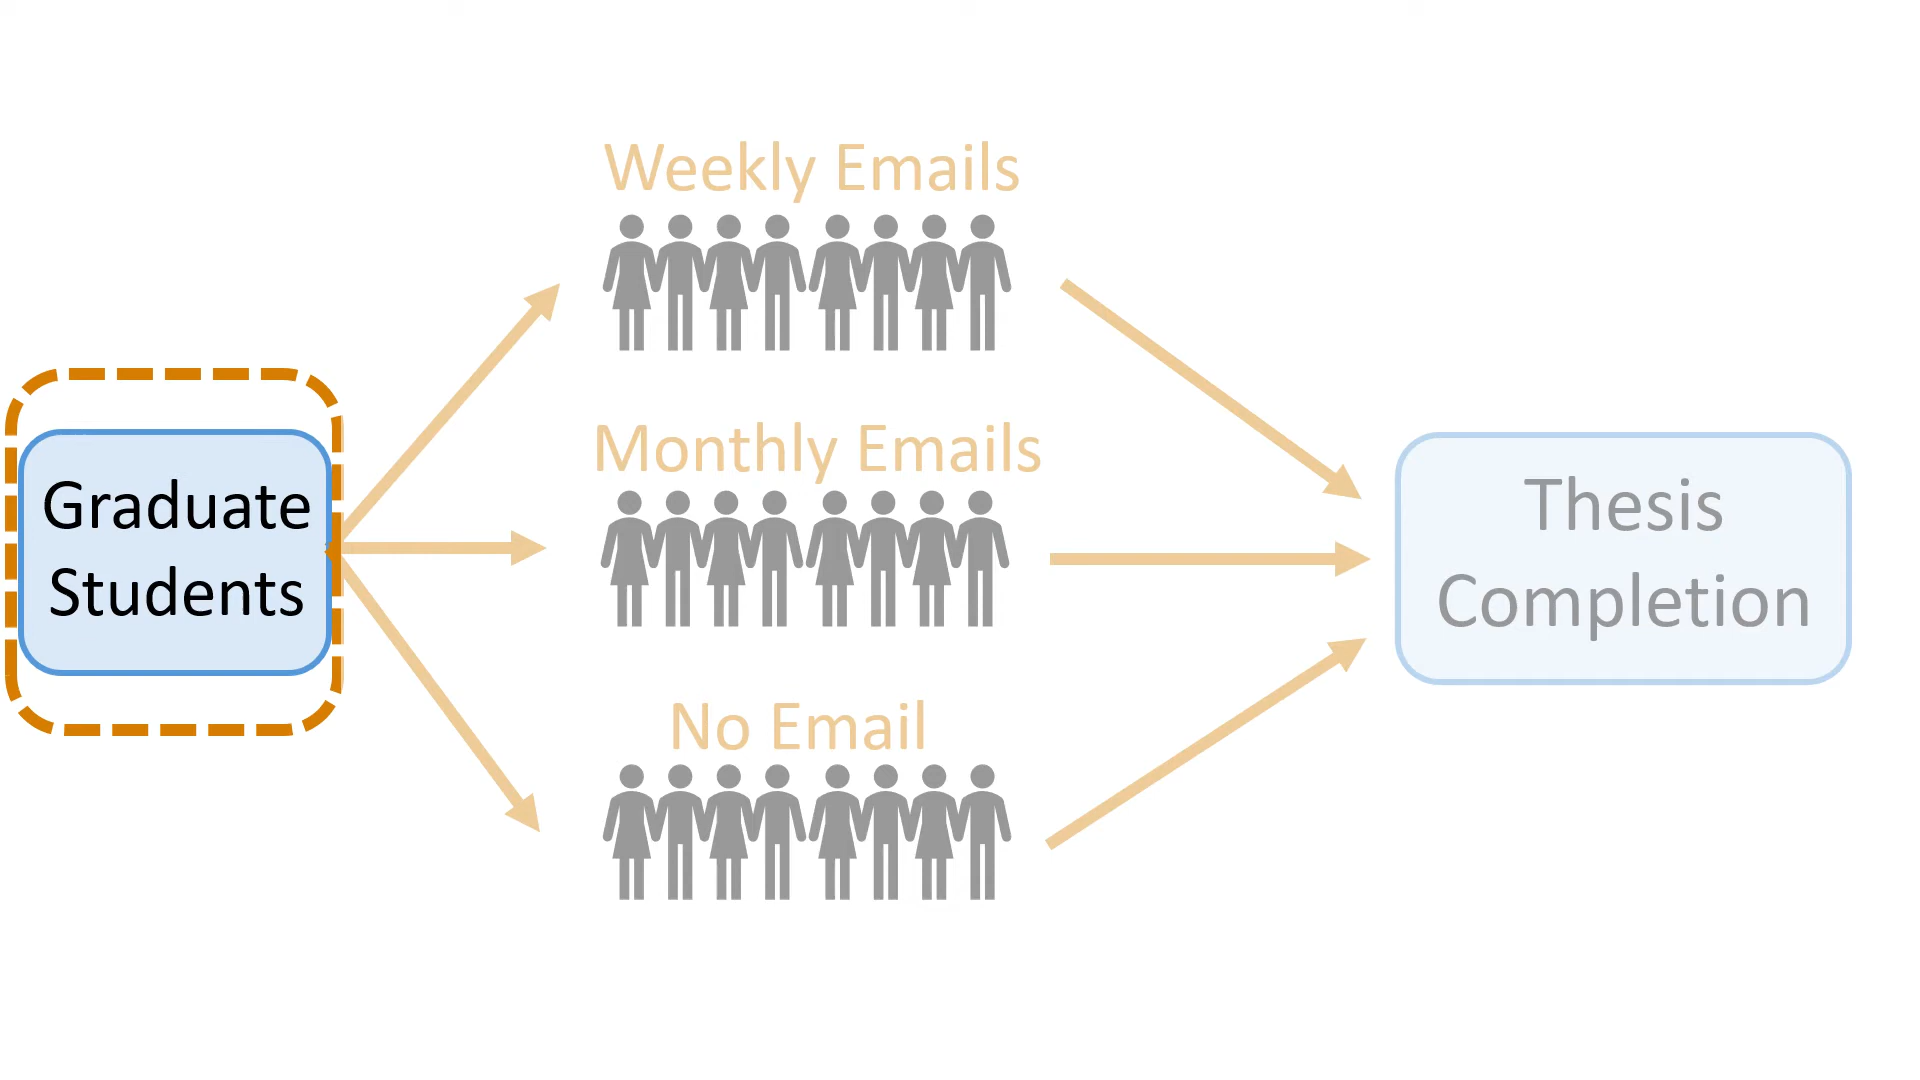 Weekly Emails
Monthly Emails
Graduate
Students
Thesis
Completion
No Email